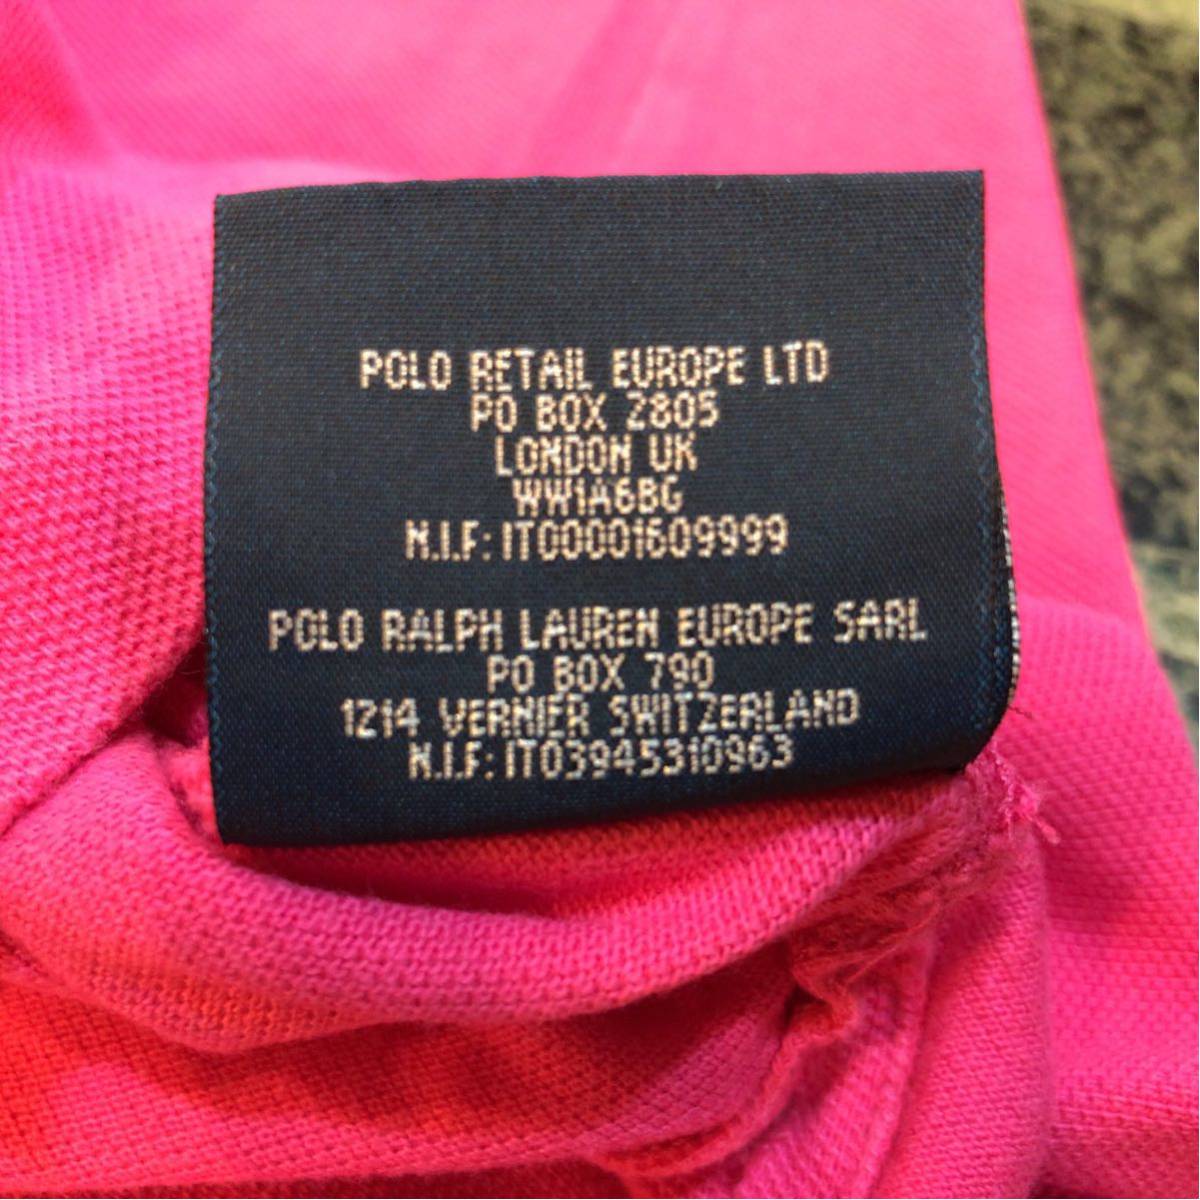 POLO RETAIL EUROPE LTD
PO BOX 2805
LONDON UK
WW1A6BG
N.I.F: IT00001609999
POLO RALPH LAUREN EUROPE SARL
PO BOX 790
1214 VERNIER SWITZERLAND
N.I.F: IT03945310963